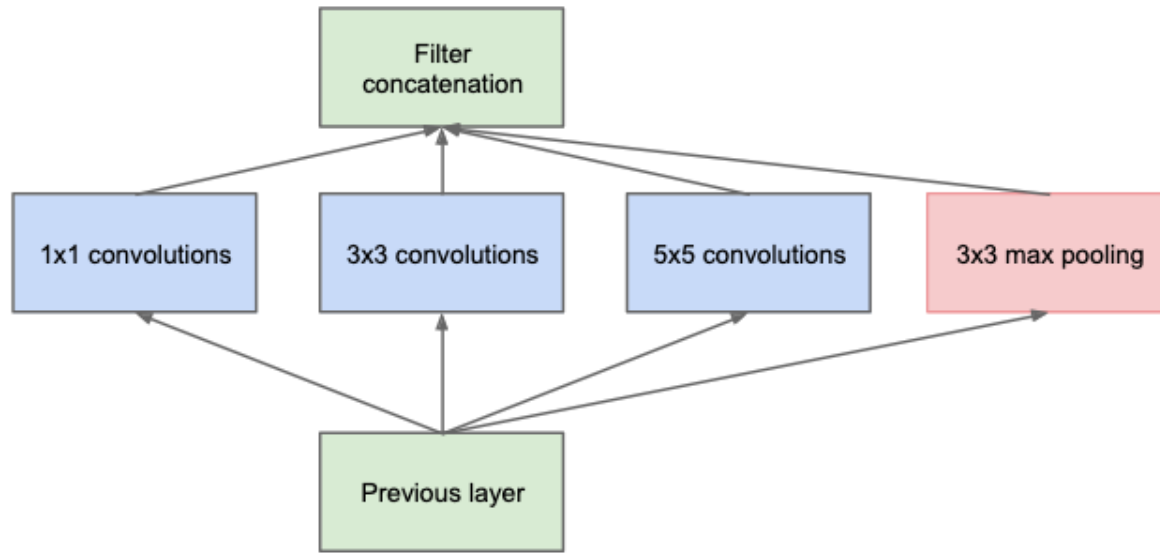 Filter
concatenation
1x1 convolutions
3x3 convolutions
5x5 convolutions
3x3 max pooling
Previous layer